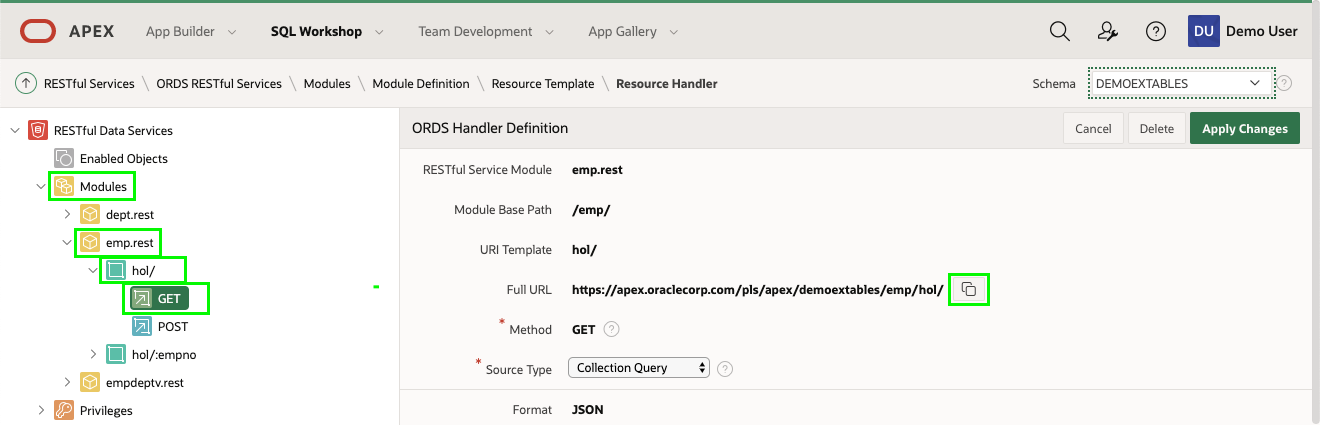 APEX App Builder SQL Workshop Team Development App Gallery DU Demo User
RESTful Services \ ORDS RESTful Services \ Modules \ Module Definition \ Resource Template \ Resource Handler Schema DEMOEXTABLES ?
RESTful Data Services
Enabled Objects
Modules
dept.rest
emp.rest
hol/
GET
POST
hol/:empno
empdeptv.rest
Privileges
ORDS Handler Definition Cancel Delete Apply Changes
RESTful Service Module emp.rest
Module Base Path /emp/
URI Template hol/
Full URL https://apex.oraclecorp.com/pls/apex/demoextables/emp/hol/
* Method GET ?
* Source Type Collection Query ?
Format JSON